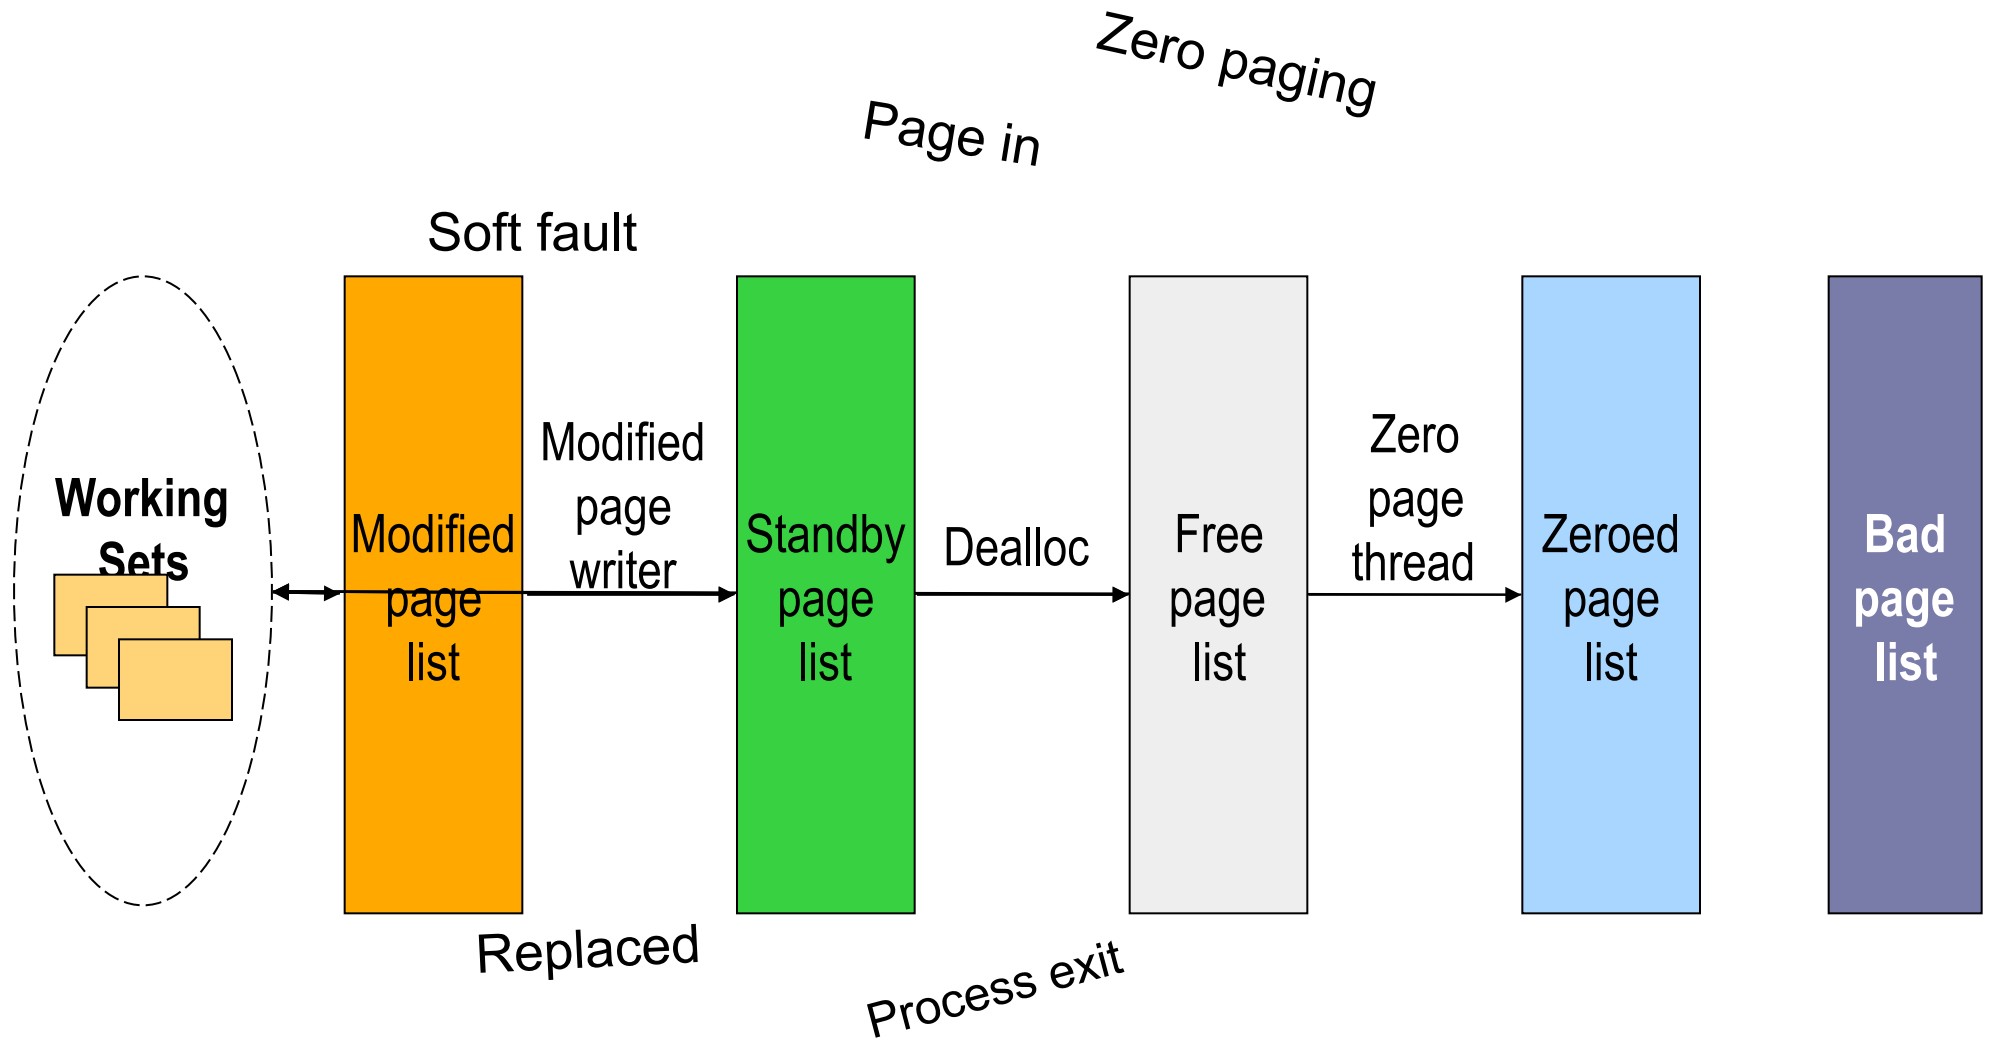 Zero paging
Page in
Soft fault
Working
Sets
Modified
page
list
Modified
page
writer
Standby
page
list
Dealloc
Free
page
list
Zero
page
thread
Zeroed
page
list
Bad
page
list
Replaced
Process exit